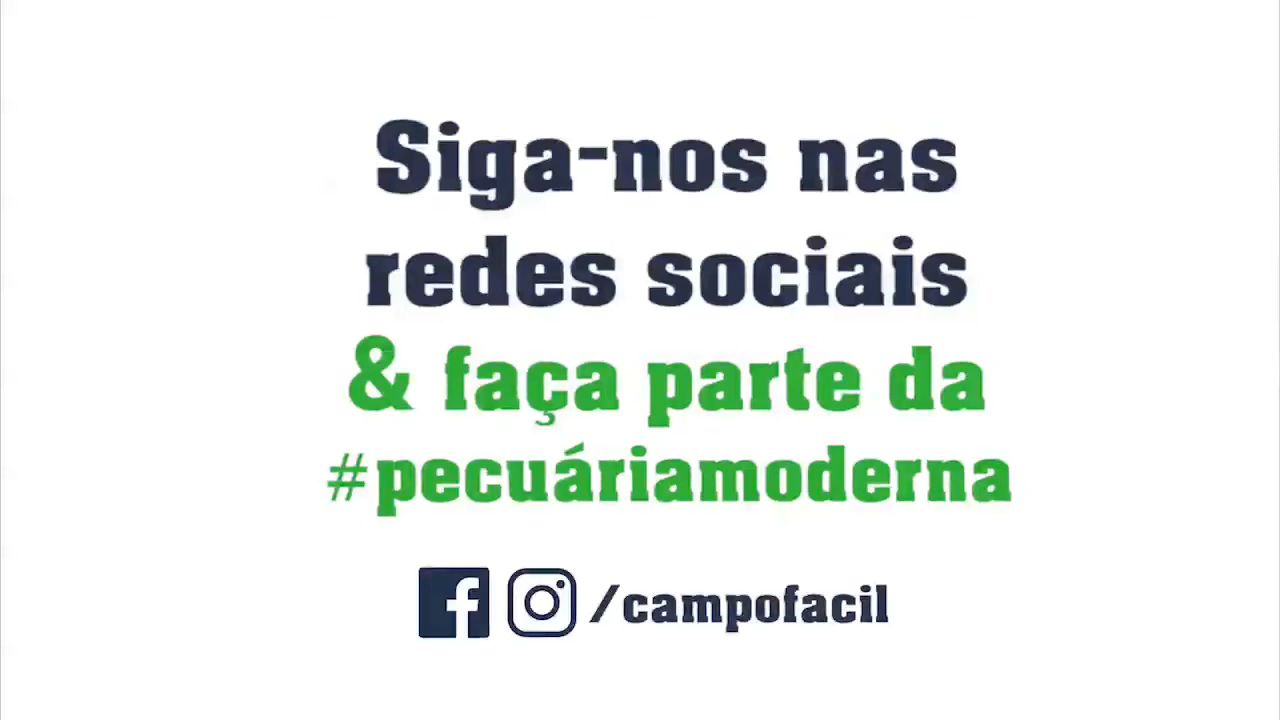 Siga-nos nas
redes sociais
& faça parte da
#pecuáriamoderna
/campofacil